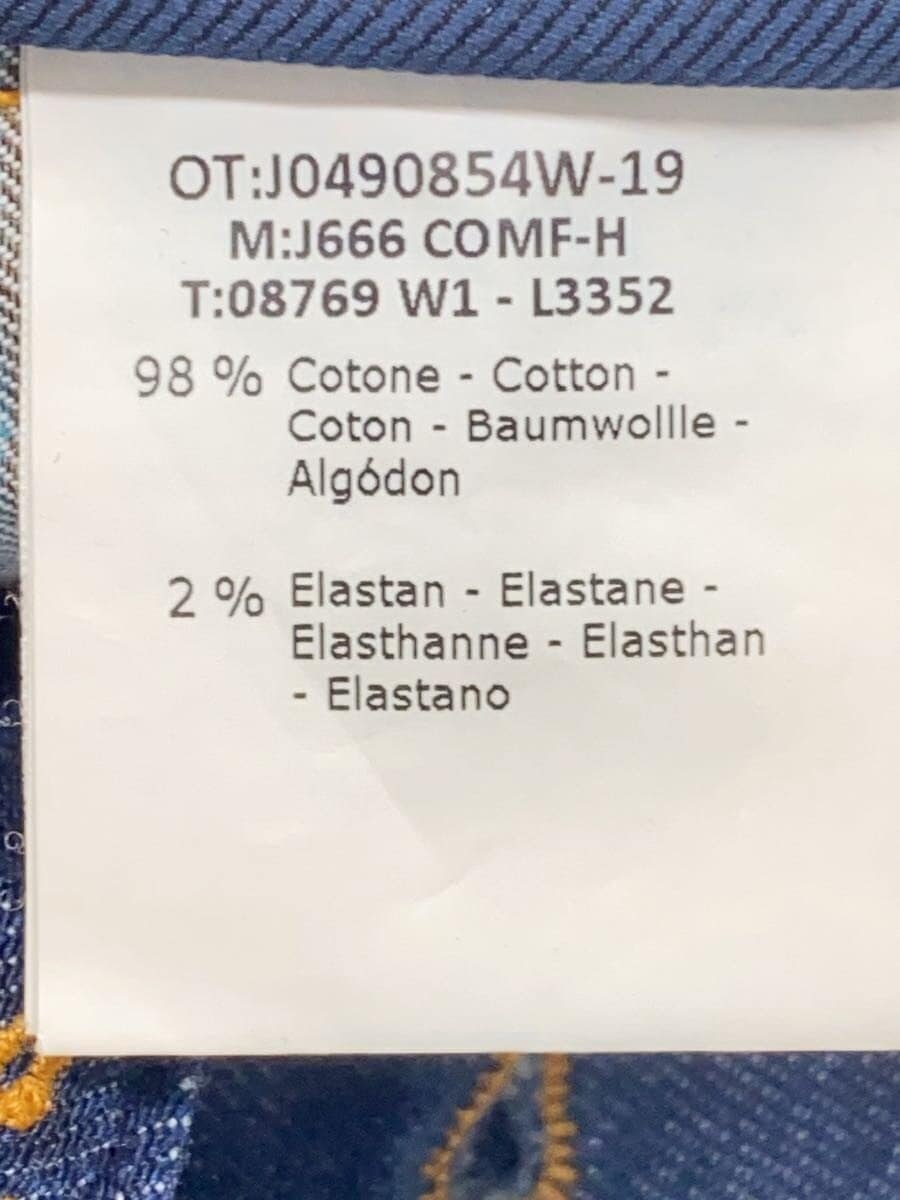 OT:J0490854W-19
M:J666 COMF-H
T:08769 W1 - L3352
98 % Cotone - Cotton -
Coton - Baumwollle -
Algódon
2 % Elastan - Elastane -
Elasthanne - Elasthan
- Elastano